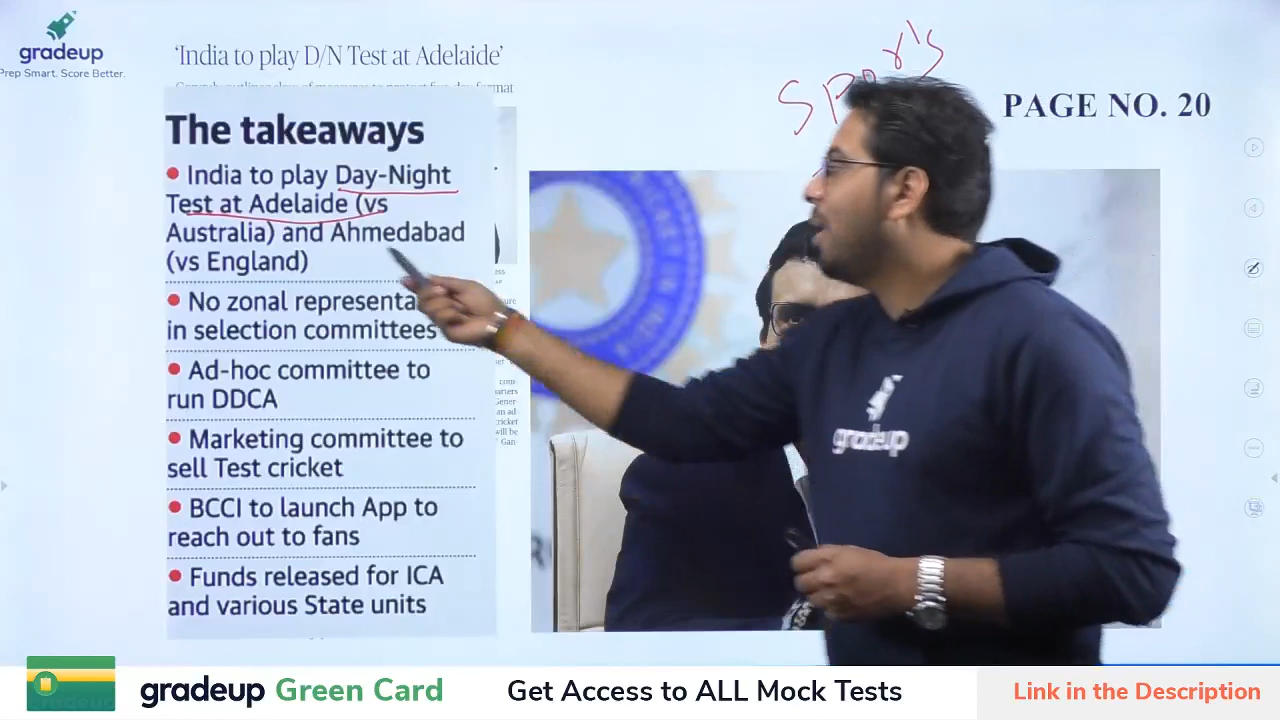 gradeup
Prep Smart. Score Better.
'India to play D/N Test at Adelaide'
Spor's
PAGE NO. 20
The takeaways
• India to play Day-Night
Test at Adelaide (vs
Australia) and Ahmedabad
(vs England)
• No zonal
in selection committees
• Ad-hoc committee to
run DDCA
• Marketing committee to
sell Test cricket
• BCCI to launch App to
reach out to fans
• Funds released for ICA
and various State units
gradeup
gradeup Green Card
Get Access to ALL Mock Tests
Link in the Description